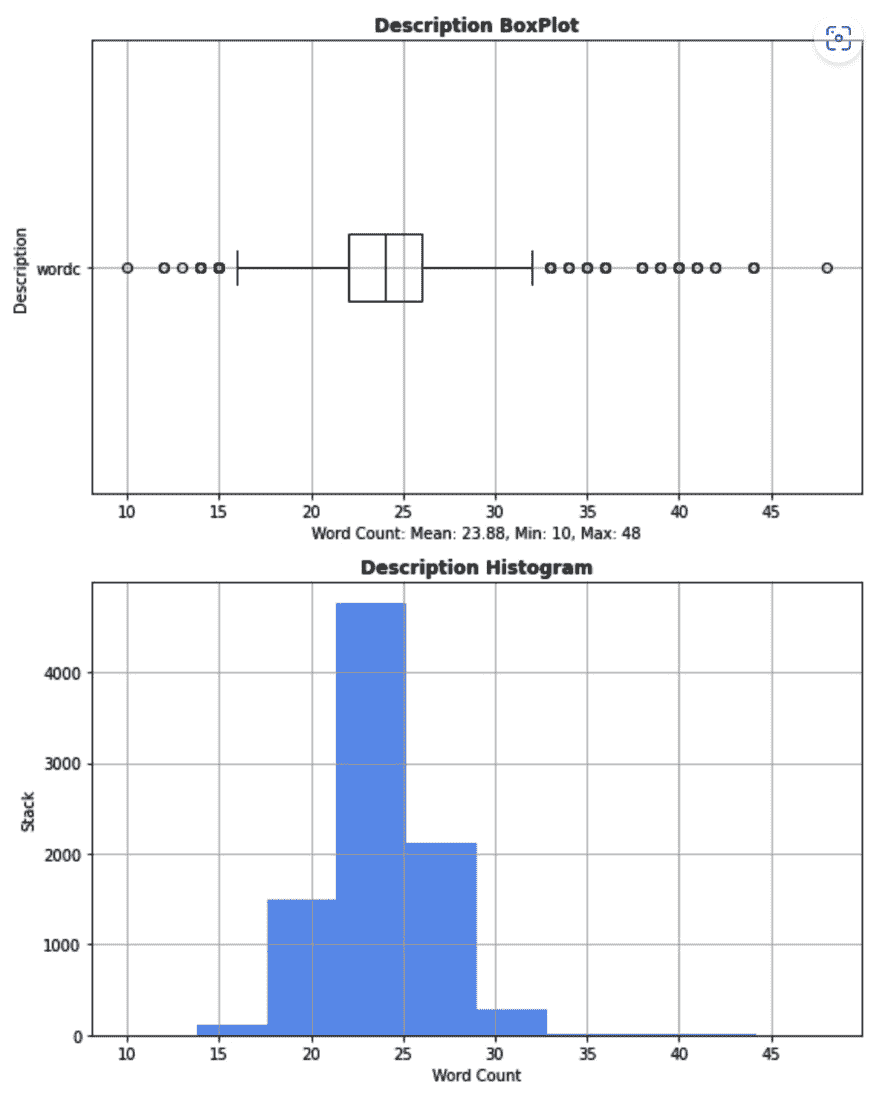 Description BoxPlot
Description
wordc
10 15 20 25 30 35 40 45
Word Count: Mean: 23.88, Min: 10, Max: 48
Description Histogram
4000
3000
Stack
2000
1000
0
10 15 20 25 30 35 40 45
Word Count